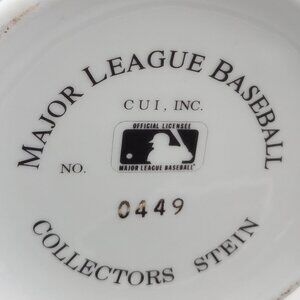 MAJOR LEAGUE BASEBALL
CUI, INC.
OFFICIAL LICENSEE
MAJOR LEAGUE BASEBALL
NO.
0449
COLLECTORS STEIN